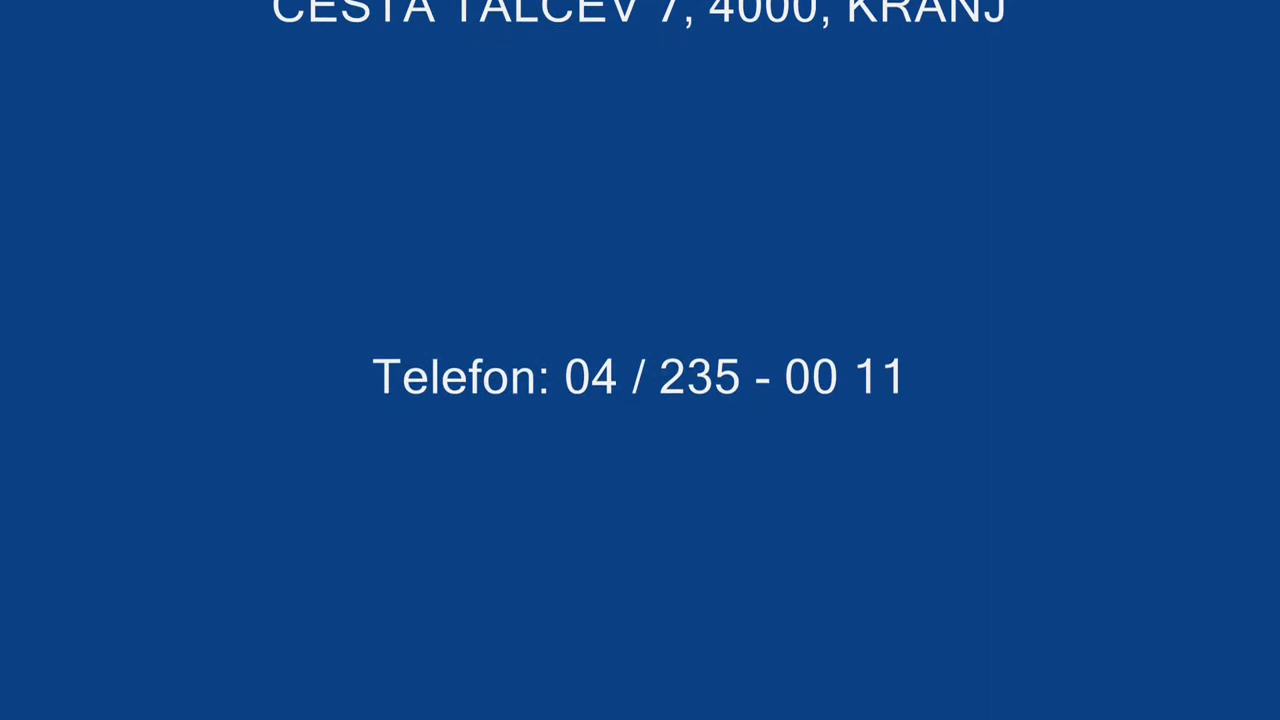 CESTA TALCEV 7, 4000, KRANJ
Telefon: 04 / 235 - 00 11